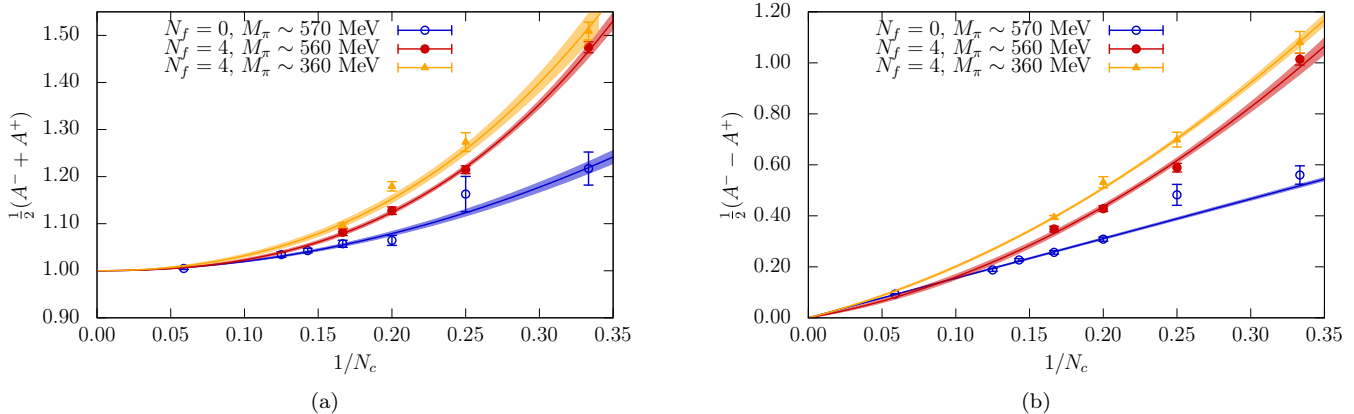 1.50
1.40
1.30
1.20
1.10
1.00
0.90
½(A⁻ + A⁺)
N_f = 0, M_π ∼ 570 MeV
N_f = 4, M_π ∼ 560 MeV
N_f = 4, M_π ∼ 360 MeV
0.00 0.05 0.10 0.15 0.20 0.25 0.30 0.35
1/N_c
(a)
1.20
1.00
0.80
0.60
0.40
0.20
0.00
½(A⁻ − A⁺)
N_f = 0, M_π ∼ 570 MeV
N_f = 4, M_π ∼ 560 MeV
N_f = 4, M_π ∼ 360 MeV
0.00 0.05 0.10 0.15 0.20 0.25 0.30 0.35
1/N_c
(b)